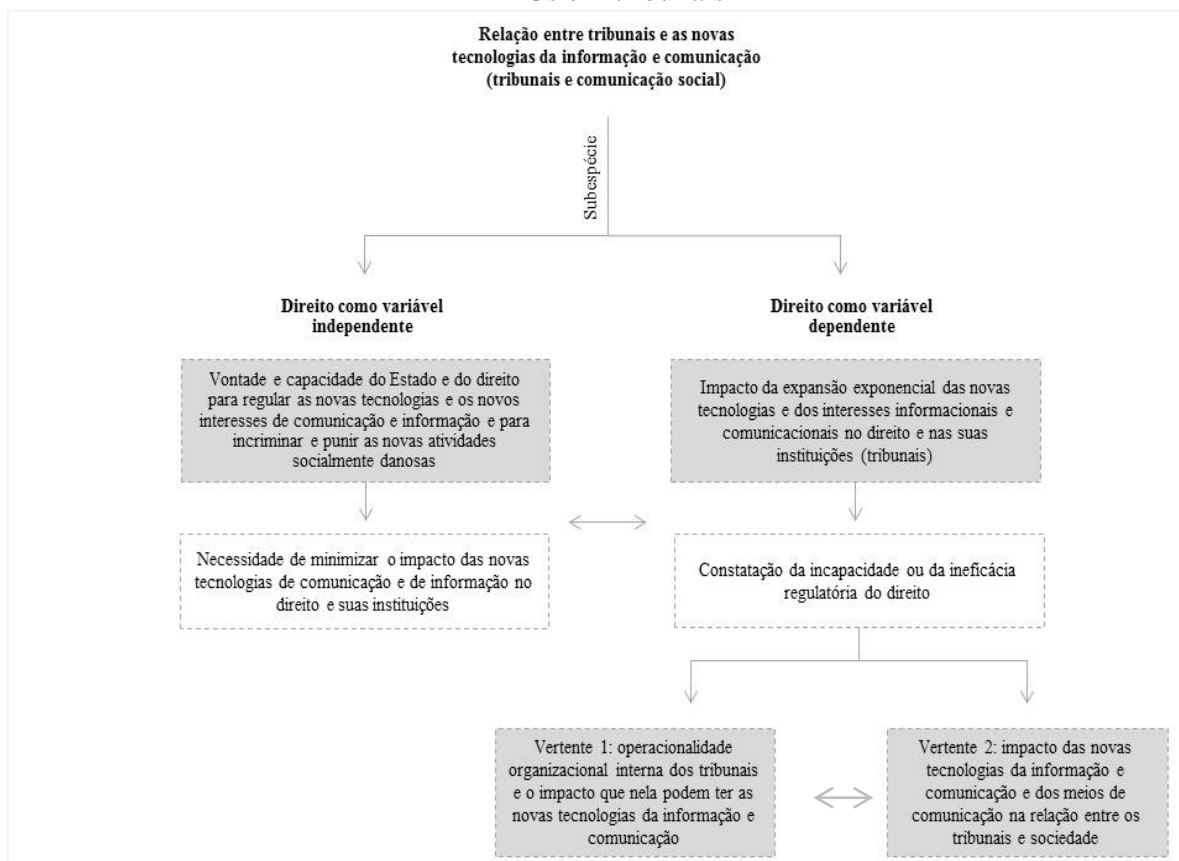 Relação entre tribunais e as novas
tecnologias da informação e comunicação
(tribunais e comunicação social)
Subespécie
Direito como variável
independente
Vontade e capacidade do Estado e do direito
para regular as novas tecnologias e os novos
interesses de comunicação e informação e para
incriminar e punir as novas atividades
socialmente danosas
Necessidade de minimizar o impacto das novas
tecnologias de comunicação e de informação no
direito e suas instituições
Direito como variável
dependente
Impacto da expansão exponencial das novas
tecnologias e dos interesses informacionais e
comunicacionais no direito e nas suas
instituições (tribunais)
Constatação da incapacidade ou da ineficácia
regulatória do direito
Vertente 1: operacionalidade
organizacional interna dos tribunais
e o impacto que nela podem ter as
novas tecnologias da informação e
comunicação
Vertente 2: impacto das novas
tecnologias da informação e
comunicação e dos meios de
comunicação na relação entre os
tribunais e sociedade